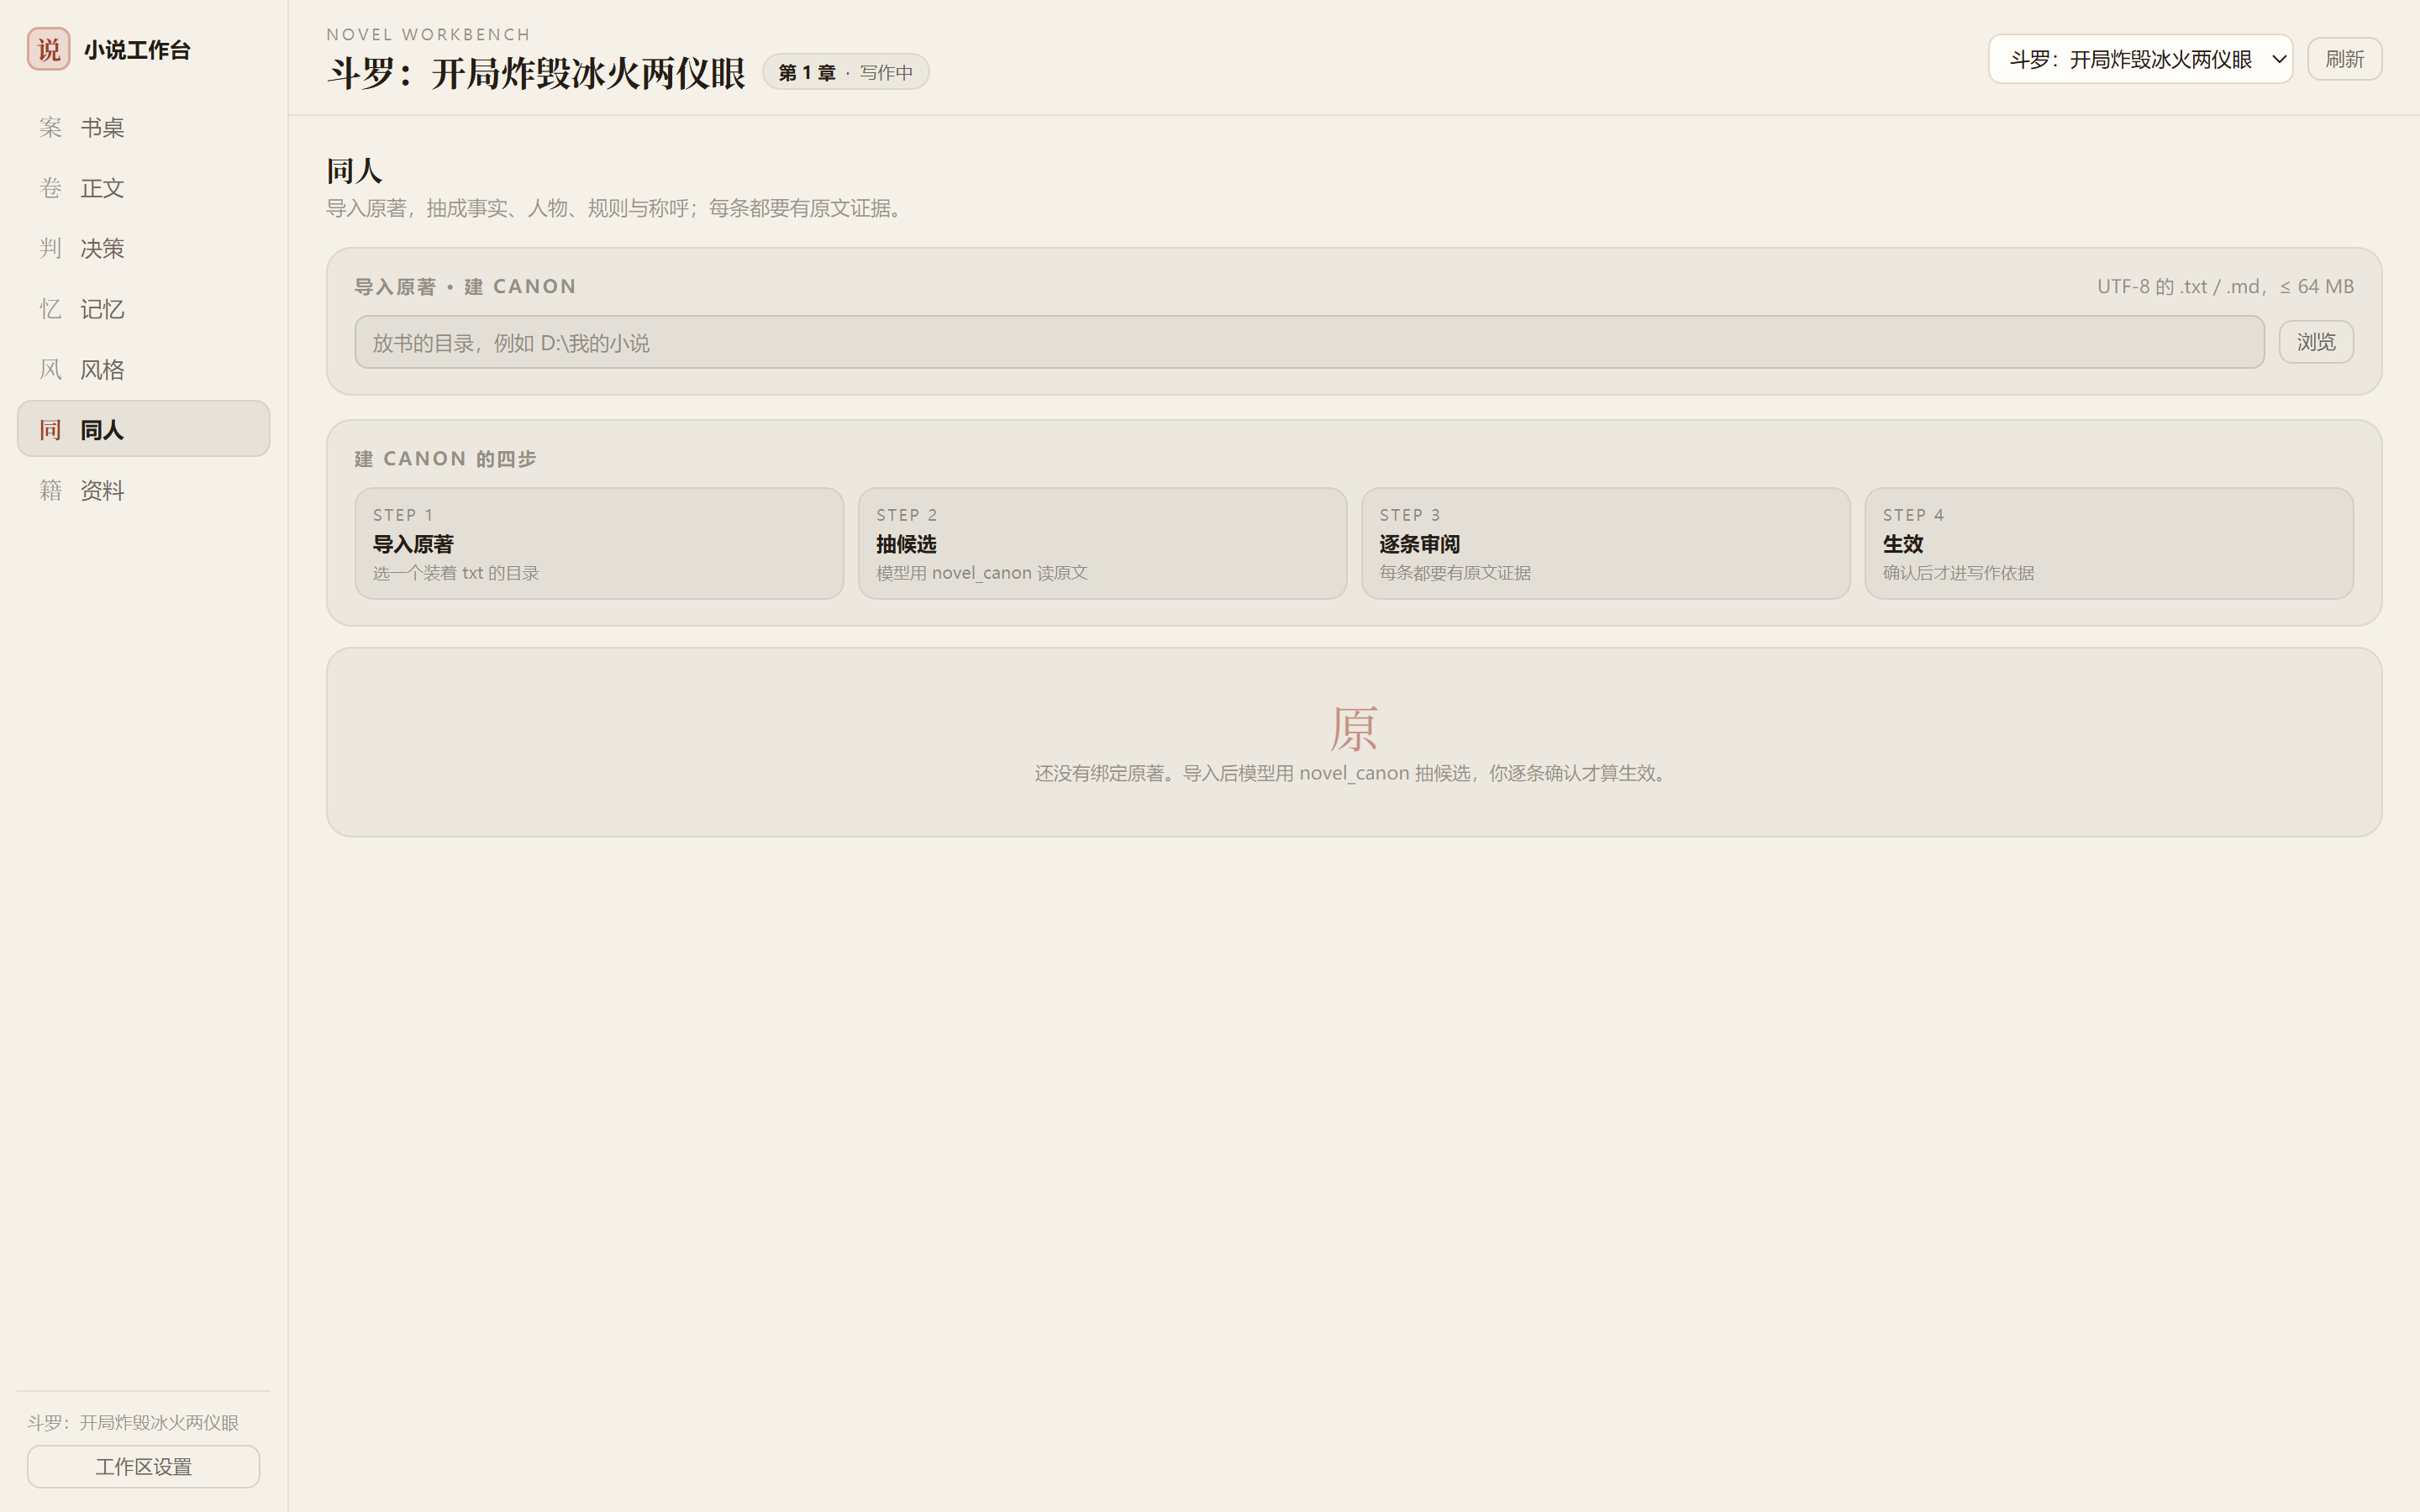 说 小说工作台
案 书桌
卷 正文
判 决策
忆 记忆
风 风格
同 同人
籍 资料
斗罗：开局炸毁冰火两仪眼
工作区设置
NOVEL WORKBENCH
斗罗：开局炸毁冰火两仪眼 第 1 章 · 写作中
斗罗：开局炸毁冰火两仪眼 刷新
同人
导入原著，抽成事实、人物、规则与称呼；每条都要有原文证据。
导入原著 · 建 CANON UTF-8 的 .txt / .md，≤ 64 MB
放书的目录，例如 D:\我的小说 浏览
建 CANON 的四步
STEP 1
导入原著
选一个装着 txt 的目录
STEP 2
抽候选
模型用 novel_canon 读原文
STEP 3
逐条审阅
每条都要有原文证据
STEP 4
生效
确认后才进写作依据
原
还没有绑定原著。导入后模型用 novel_canon 抽候选，你逐条确认才算生效。